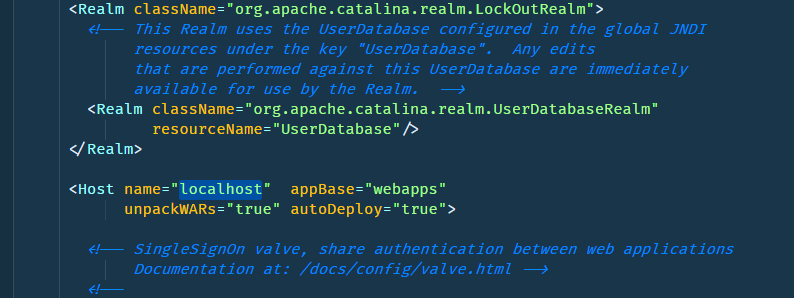 <Realm className="org.apache.catalina.realm.LockOutRealm">
<!-- This Realm uses the UserDatabase configured in the global JNDI
resources under the key "UserDatabase".  Any edits
that are performed against this UserDatabase are immediately
available for use by the Realm.  -->
<Realm className="org.apache.catalina.realm.UserDatabaseRealm"
resourceName="UserDatabase"/>
</Realm>
<Host name="localhost"  appBase="webapps"
unpackWARs="true" autoDeploy="true">
<!-- SingleSignOn valve, share authentication between web applications
Documentation at: /docs/config/valve.html -->
<!--